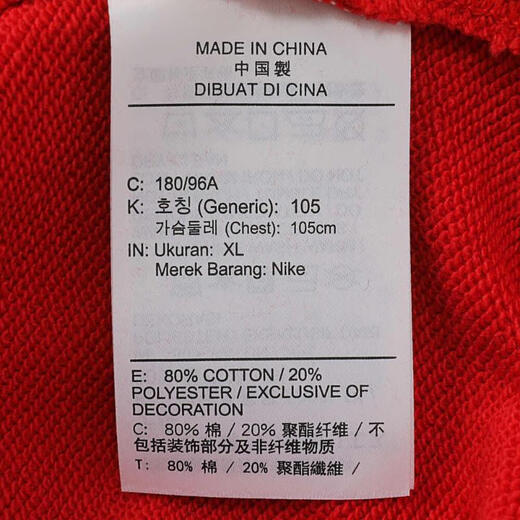 MADE IN CHINA
中国製
DIBUAT DI CINA
C: 180/96A
K: 호칭 (Generic): 105
가슴둘레 (Chest): 105cm
IN: Ukuran: XL
Merek Barang: Nike
E: 80% COTTON / 20%
POLYESTER / EXCLUSIVE OF
DECORATION
C: 80% 棉 / 20% 聚酯纤维 / 不
包括装饰部分及非纤维物质
T: 80% 棉 / 20% 聚酯纖維 /